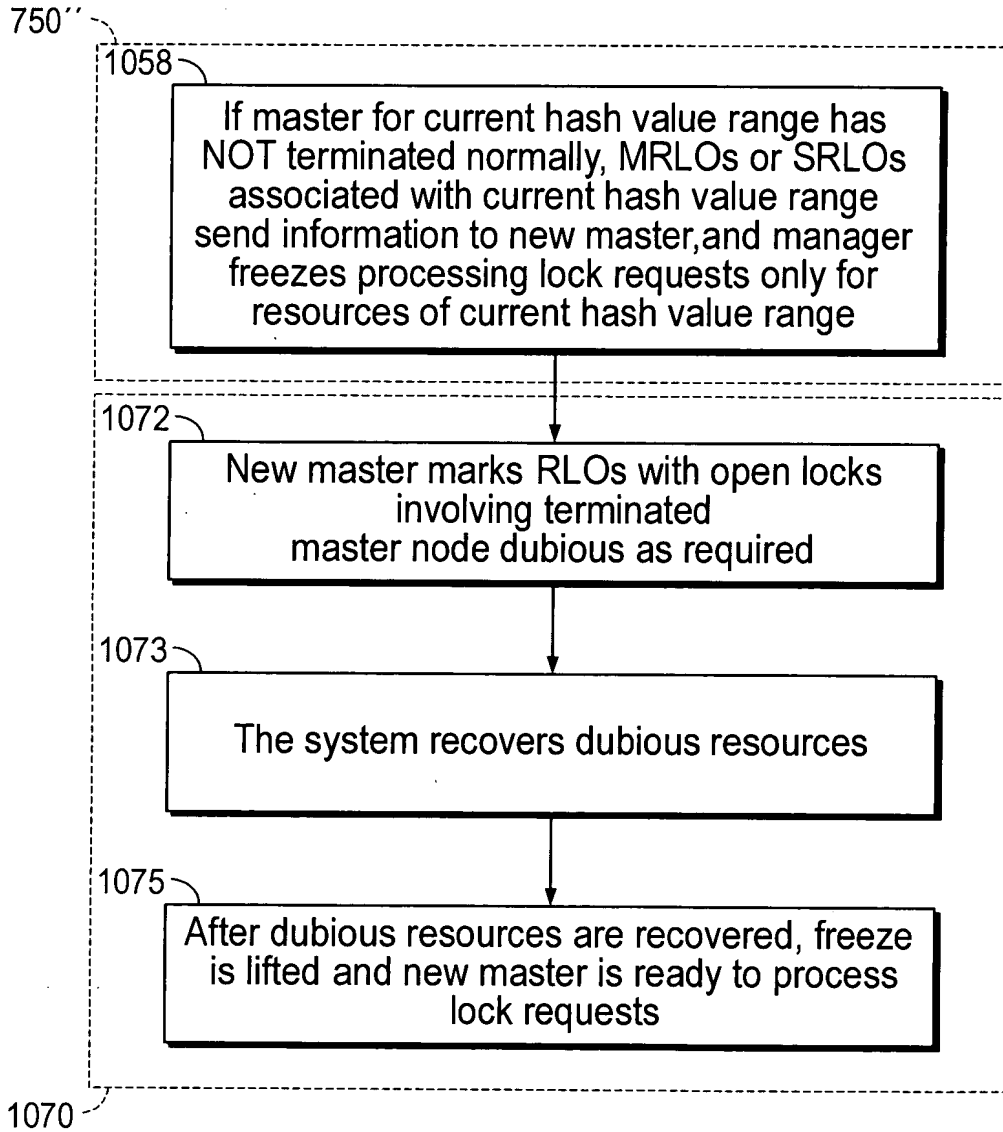 750′′
1058
If master for current hash value range has
NOT terminated normally, MRLOs or SRLOs
associated with current hash value range
send information to new master,and manager
freezes processing lock requests only for
resources of current hash value range
1072
New master marks RLOs with open locks
involving terminated
master node dubious as required
1073
The system recovers dubious resources
1075
After dubious resources are recovered, freeze
is lifted and new master is ready to process
lock requests
1070